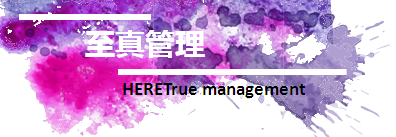 至真管理
HERETrue management